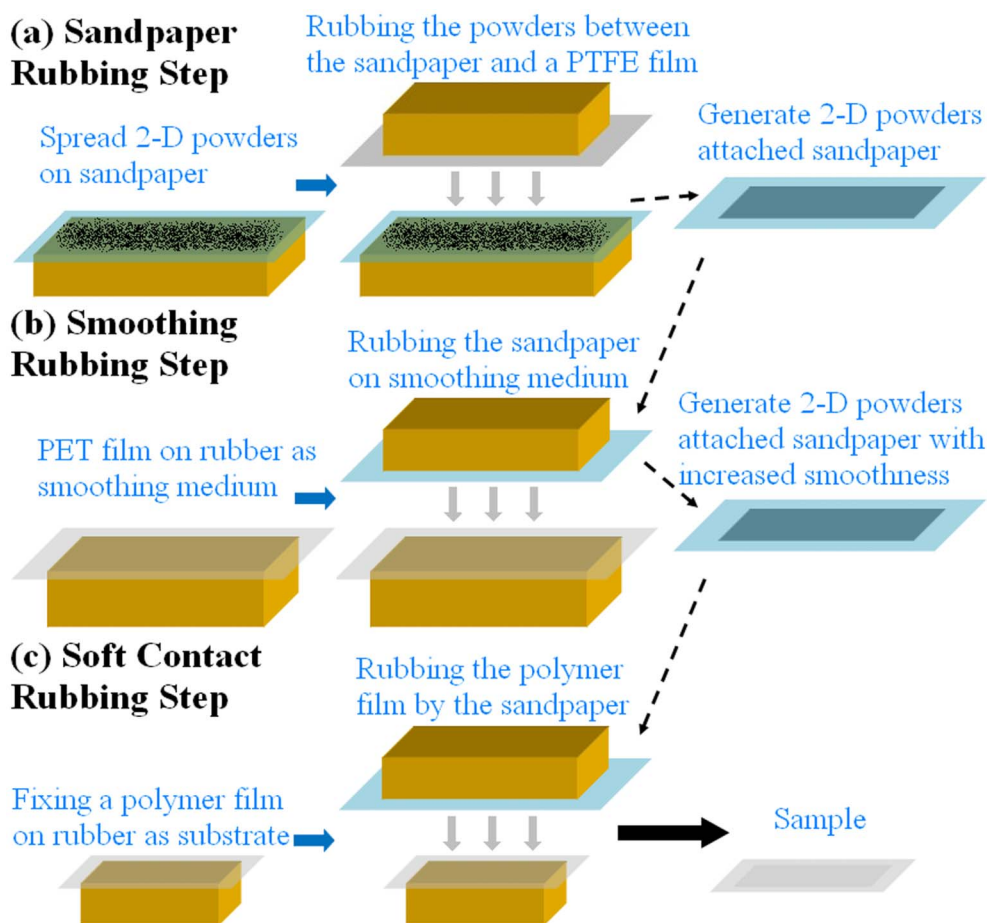 (a) Sandpaper
Rubbing Step
Rubbing the powders between
the sandpaper and a PTFE film
Spread 2-D powders
on sandpaper
Generate 2-D powders
attached sandpaper
(b) Smoothing
Rubbing Step
Rubbing the sandpaper
on smoothing medium
PET film on rubber as
smoothing medium
Generate 2-D powders
attached sandpaper with
increased smoothness
(c) Soft Contact
Rubbing Step
Rubbing the polymer
film by the sandpaper
Fixing a polymer film
on rubber as substrate
Sample